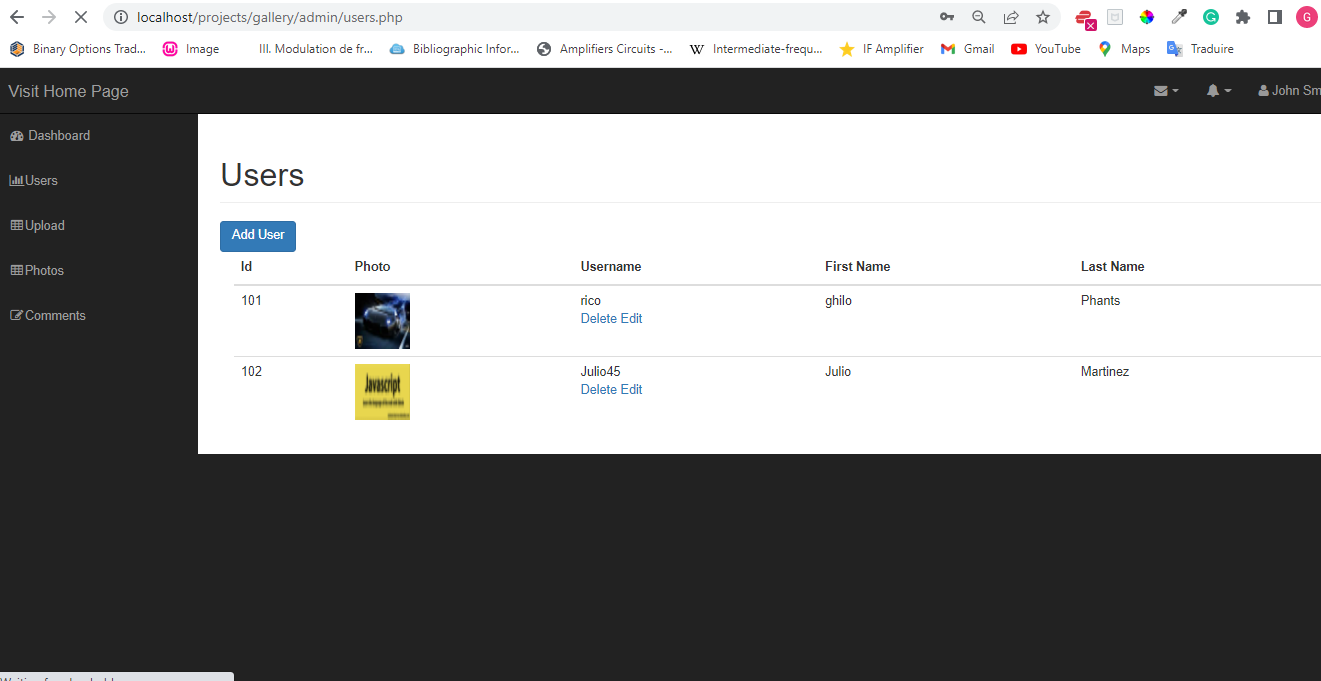 localhost/projects/gallery/admin/users.php
G
Binary Options Trad... Image III. Modulation de fr... Bibliographic Infor... Amplifiers Circuits -... W Intermediate-frequ... IF Amplifier Gmail YouTube Maps Traduire
Visit Home Page John Sm
Dashboard
Users
Upload
Photos
Comments
Users
Add User
Id Photo Username First Name Last Name
101 rico ghilo Phants
Delete Edit
102 Julio45 Julio Martinez
Javascript
Delete Edit